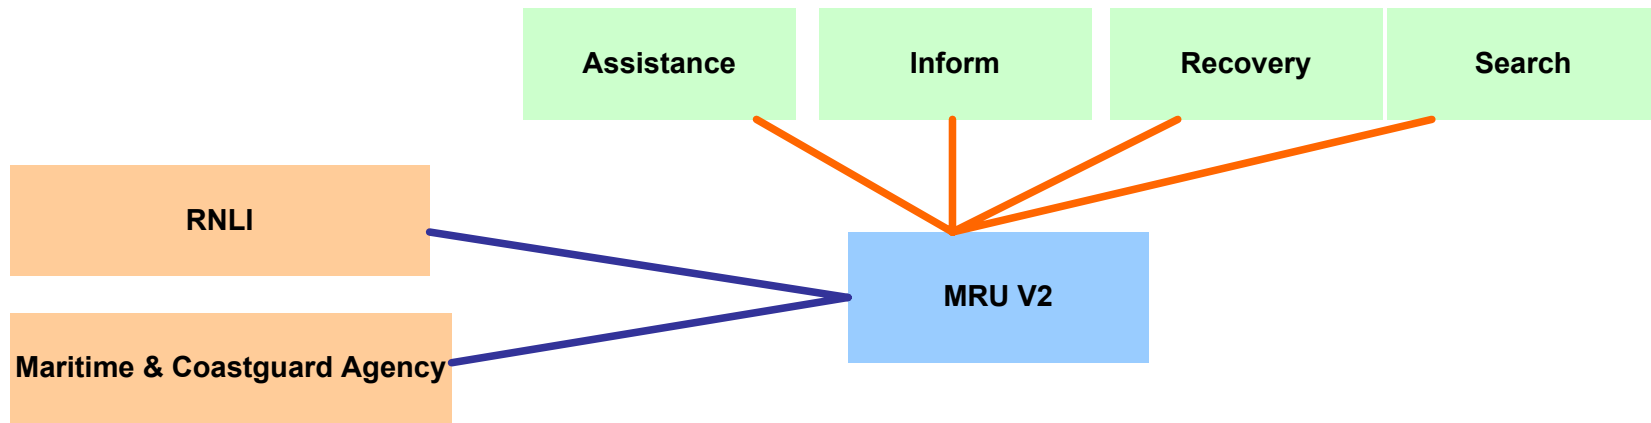 Assistance
Inform
Recovery
Search
RNLI
MRU V2
Maritime & Coastguard Agency